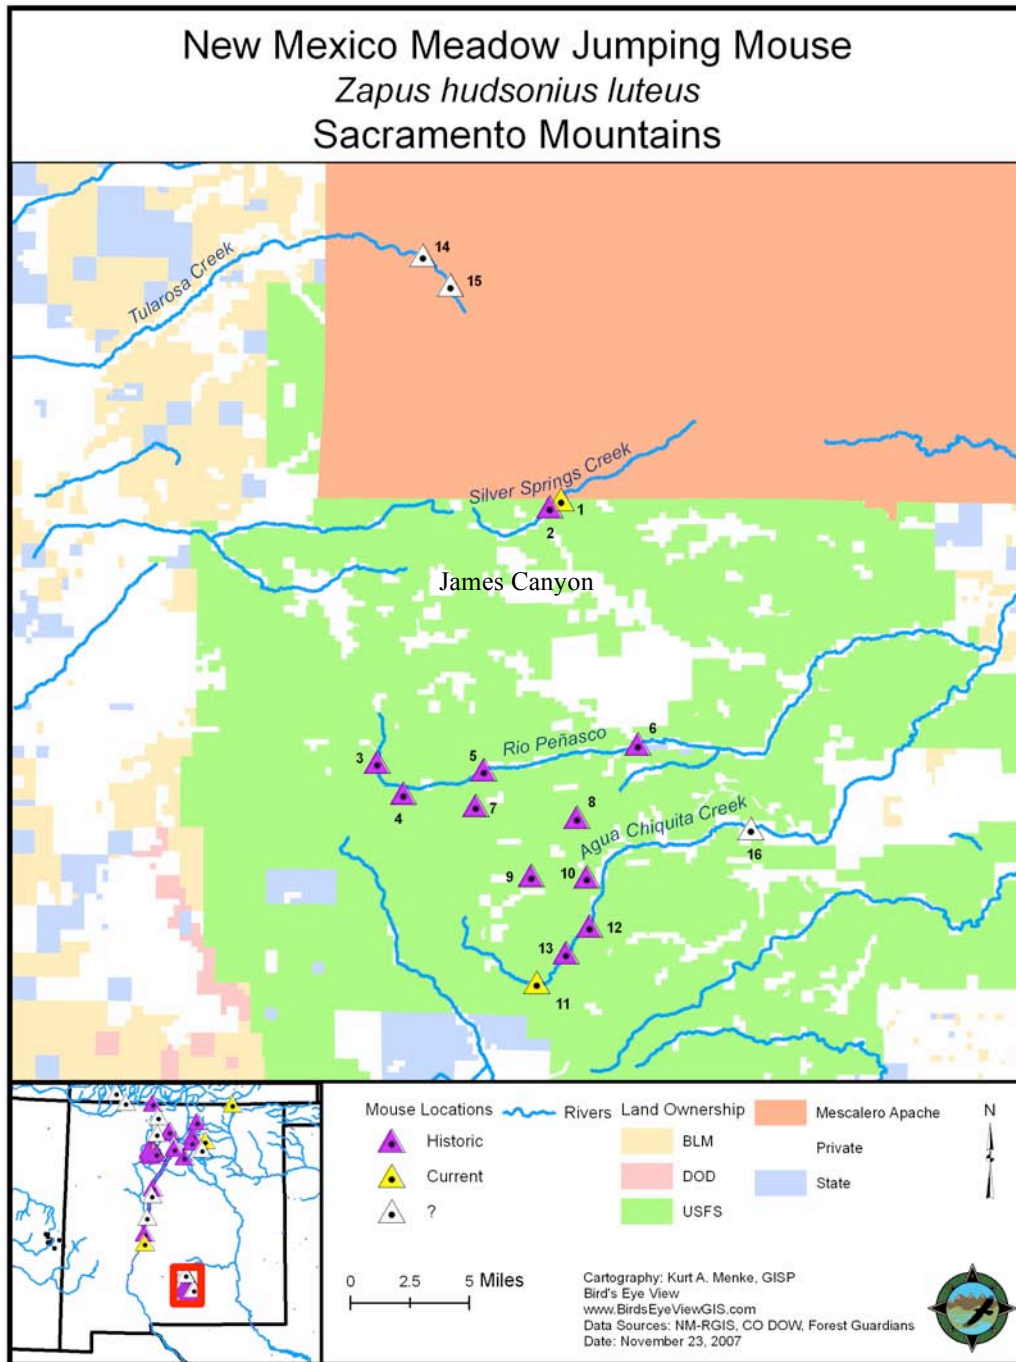 New Mexico Meadow Jumping Mouse
Zapus hudsonius luteus
Sacramento Mountains
Tularosa Creek
14
15
Silver Springs Creek
1
2
James Canyon
3
4
5
Rio Peñasco
6
7
8
Agua Chiquita Creek
16
9
10
12
13
11
Mouse Locations
Historic
Current
?
Rivers
Land Ownership
BLM
DOD
USFS
Mescalero Apache
Private
State
N
0 2.5 5 Miles
Cartography: Kurt A. Menke, GISP
Bird's Eye View
www.BirdsEyeViewGIS.com
Data Sources: NM-RGIS, CO DOW, Forest Guardians
Date: November 23, 2007